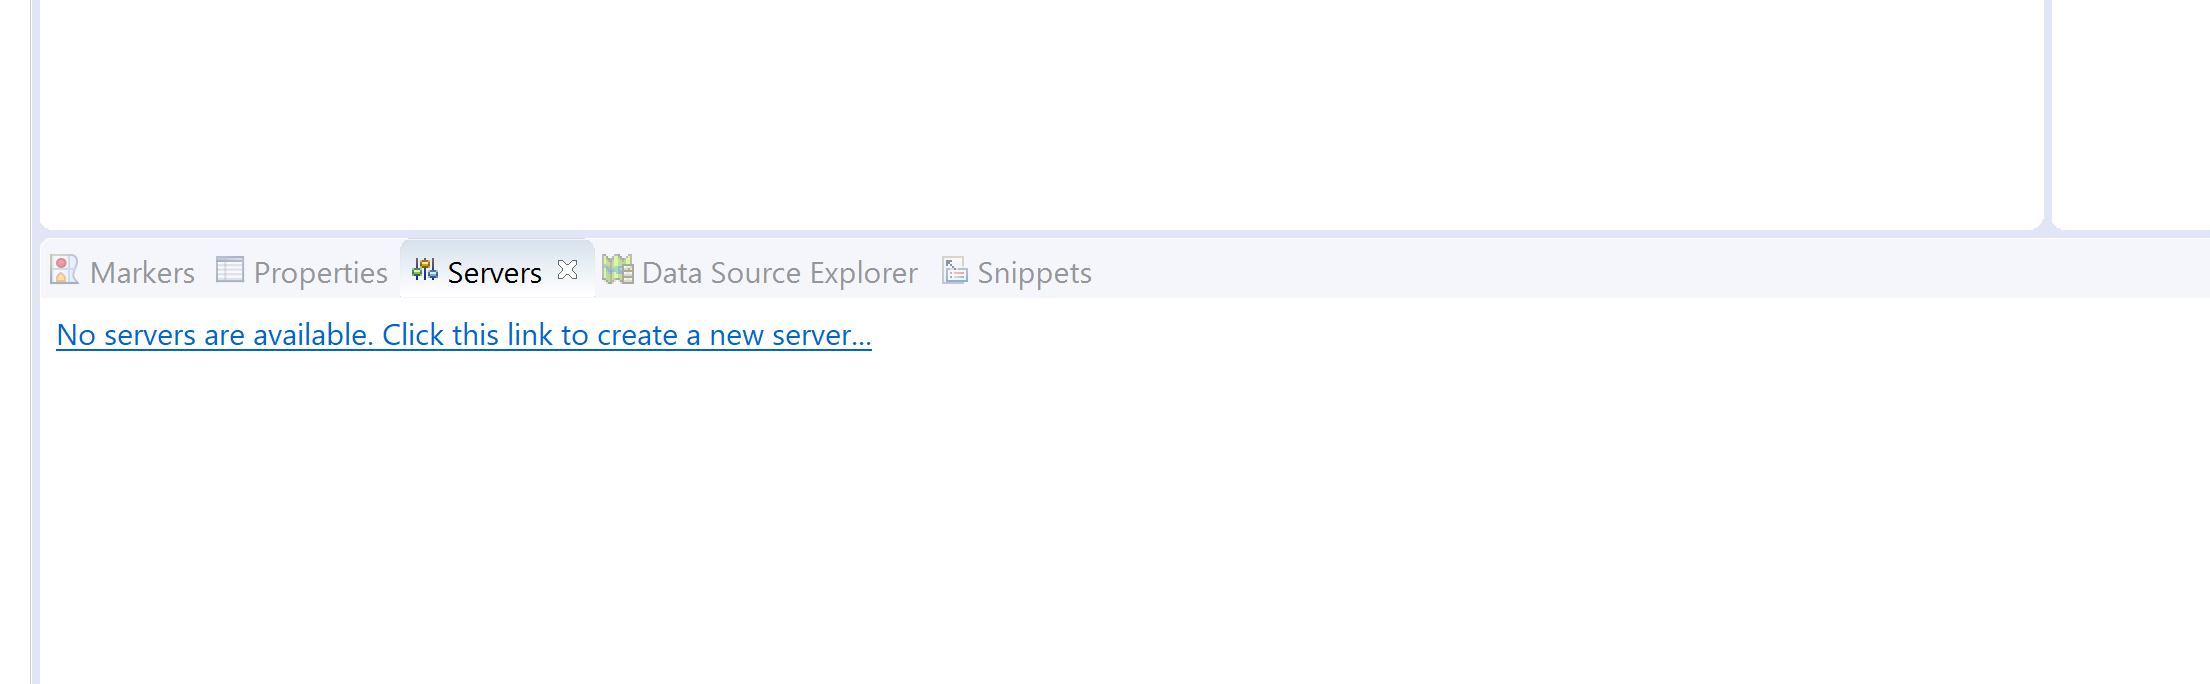 Markers Properties Servers Data Source Explorer Snippets
No servers are available. Click this link to create a new server...